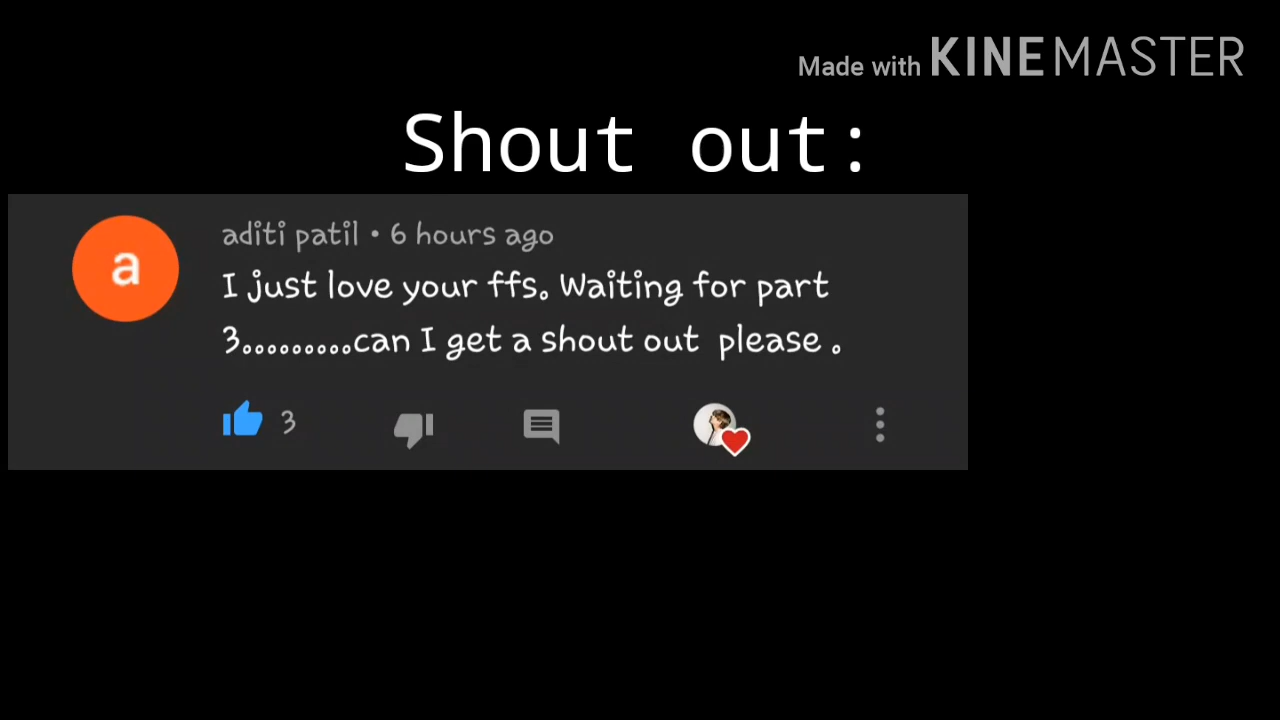 Made with KINEMASTER
Shout out:
a
aditi patil • 6 hours ago
I just love your ffs. Waiting for part
3.........can I get a shout out please .
3